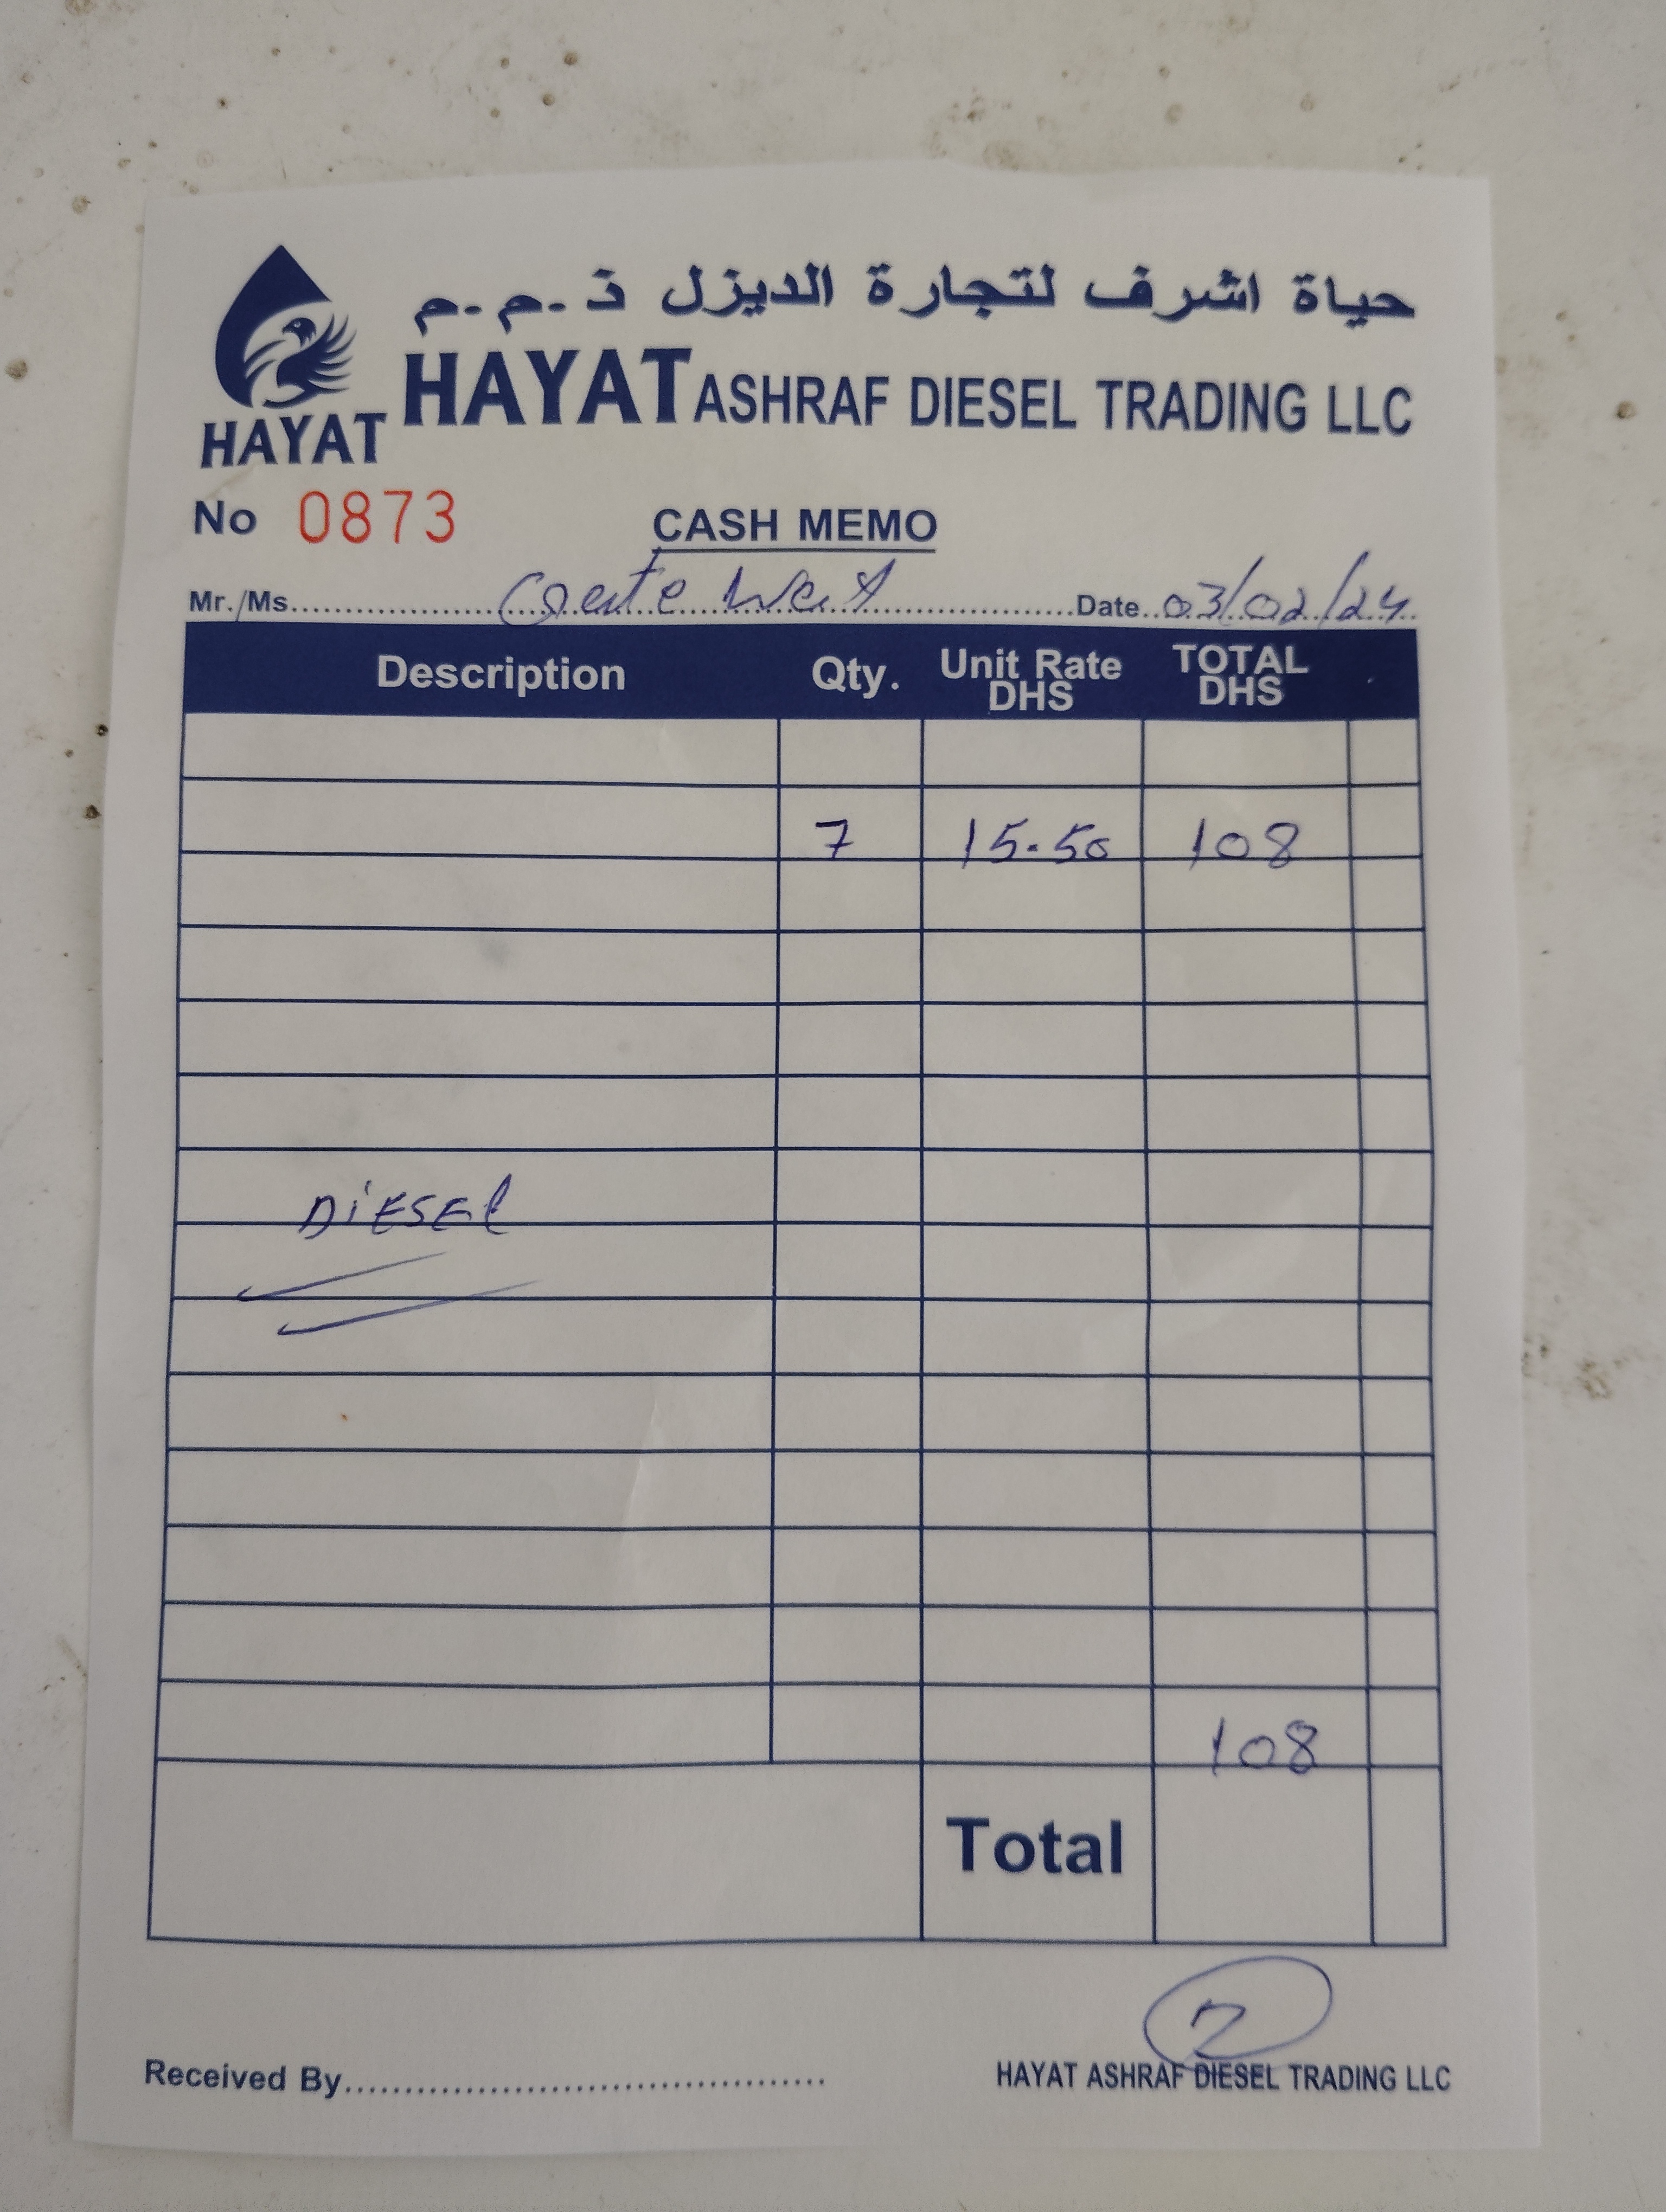 حياة اشرف لتجارة الديزل ذ.م.م
HAYAT ASHRAF DIESEL TRADING LLC
HAYAT
No 0873
CASH MEMO
Mr./Ms. Date 03/02/24
Description Qty. Unit Rate DHS TOTAL DHS
7 15.50 108
DiESEl
108
Total
Received By
HAYAT ASHRAF DIESEL TRADING LLC